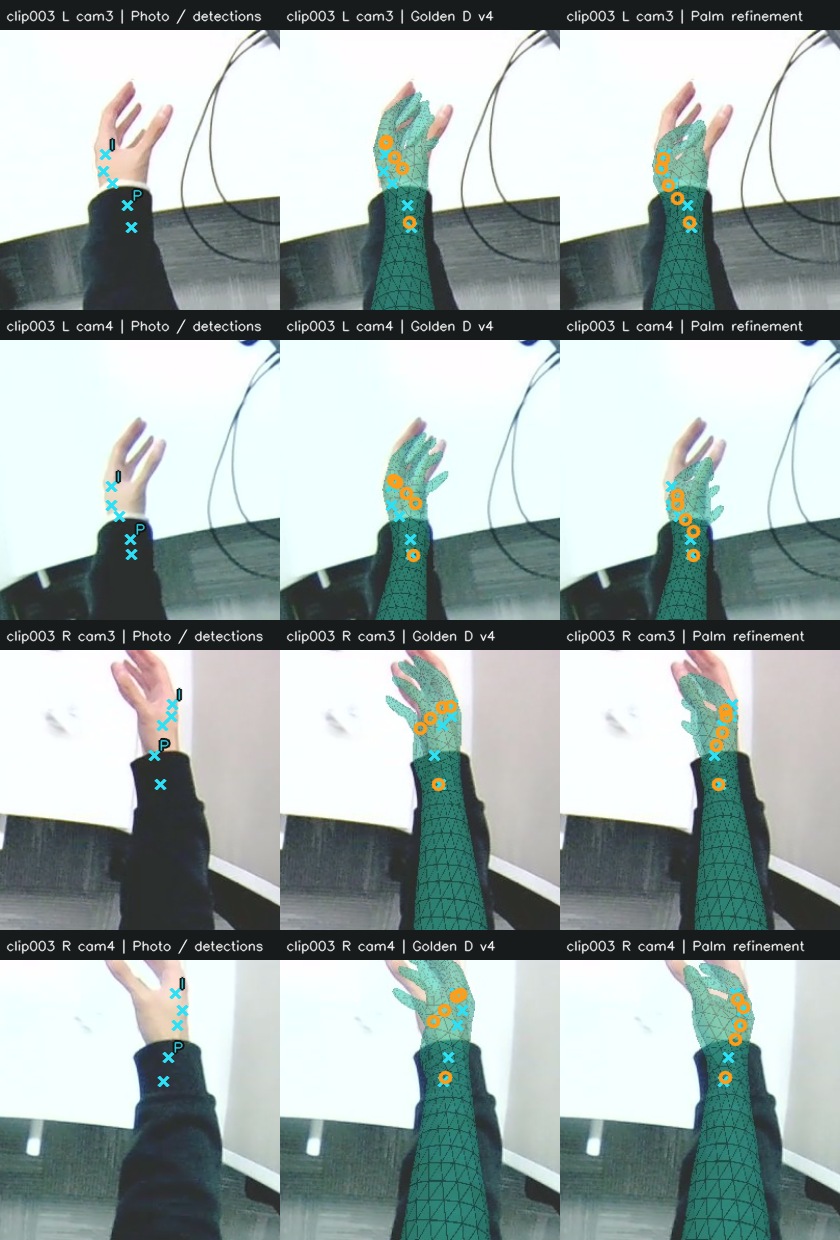 clip003 L cam3 | Photo / detections
clip003 L cam3 | Golden D v4
clip003 L cam3 | Palm refinement
I
P
clip003 L cam4 | Photo / detections
clip003 L cam4 | Golden D v4
clip003 L cam4 | Palm refinement
I
P
clip003 R cam3 | Photo / detections
clip003 R cam3 | Golden D v4
clip003 R cam3 | Palm refinement
I
P
clip003 R cam4 | Photo / detections
clip003 R cam4 | Golden D v4
clip003 R cam4 | Palm refinement
I
P